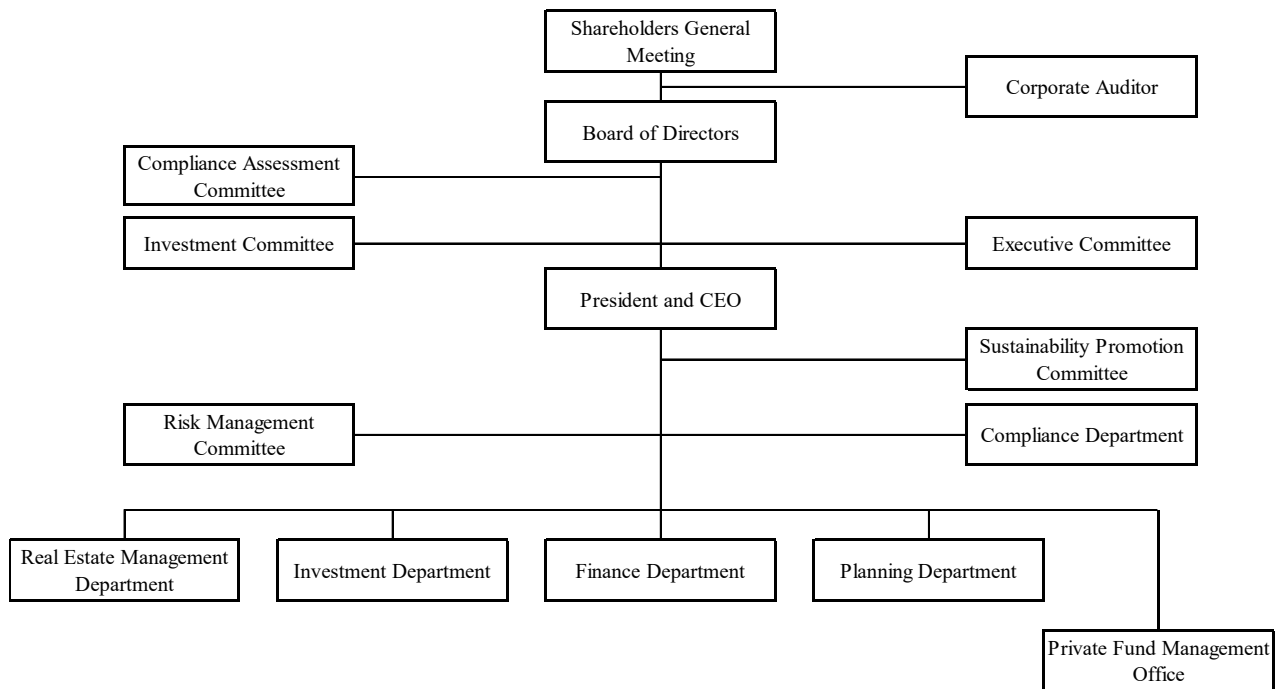 Shareholders General
Meeting
Corporate Auditor
Board of Directors
Compliance Assessment
Committee
Investment Committee
Executive Committee
President and CEO
Sustainability Promotion
Committee
Risk Management
Committee
Compliance Department
Real Estate Management
Department
Investment Department
Finance Department
Planning Department
Private Fund Management
Office